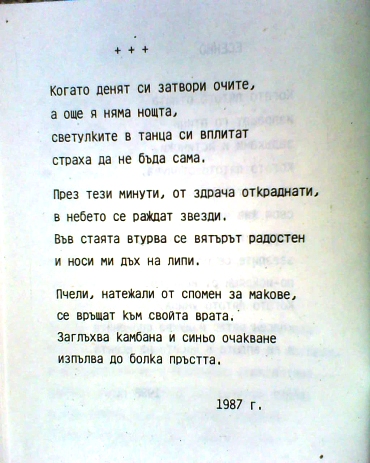 + + +
Когато денят си затвори очите,
а още я няма нощта,
светулките в танца си вплитат
страха да не бъда сама.
През тези минути, от здрача откраднати,
в небето се раждат звезди.
Във стаята втурва се вятърът радостен
и носи ми дъх на липи.
Пчели, натежали от спомен за макове,
се връщат към свойта врата.
Заглъхва камбана и синьо очакване
изпълва до болка пръстта.
1987 г.